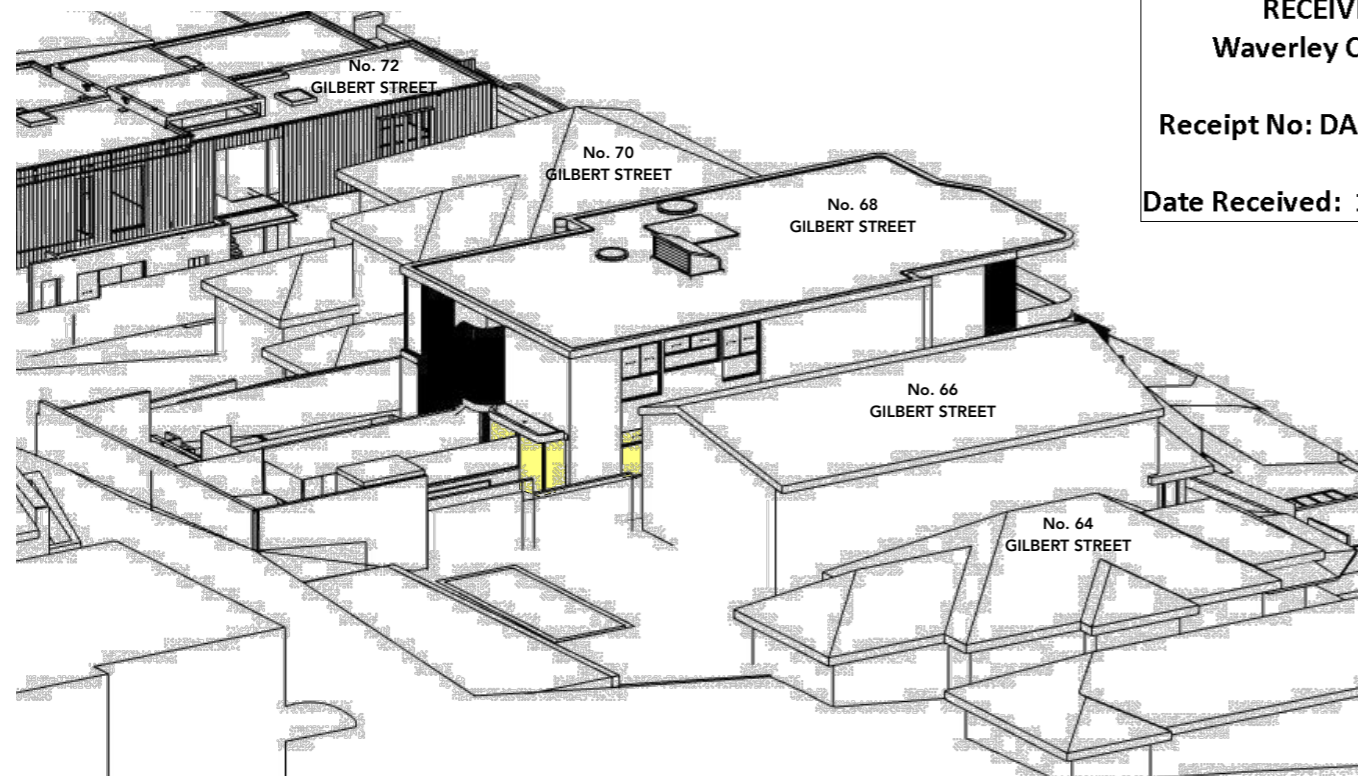 RECEIV
Waverley C
Receipt No: DA
Date Received:
No. 72
GILBERT STREET
No. 70
GILBERT STREET
No. 68
GILBERT STREET
No. 66
GILBERT STREET
No. 64
GILBERT STREET